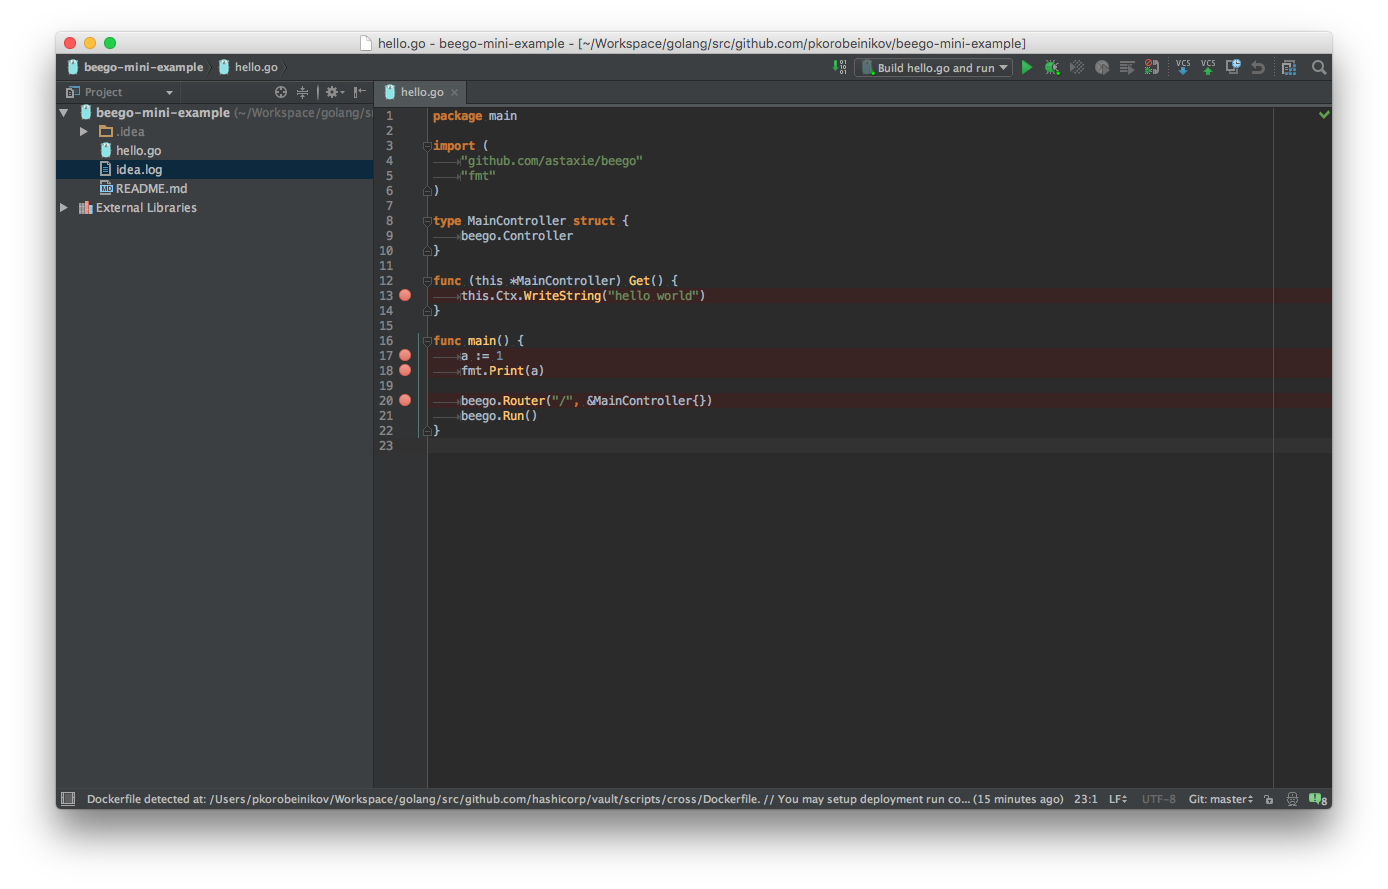 hello.go - beego-mini-example - [~/Workspace/golang/src/github.com/pkorobeinikov/beego-mini-example]
beego-mini-example hello.go
Build hello.go and run
VCS VCS
Project
hello.go
beego-mini-example (~/Workspace/golang/s
.idea
hello.go
idea.log
README.md
External Libraries
1 package main
2
3 import (
4 "github.com/astaxie/beego"
5 "fmt"
6 )
7
8 type MainController struct {
9 beego.Controller
10 }
11
12 func (this *MainController) Get() {
13 this.Ctx.WriteString("hello world")
14 }
15
16 func main() {
17 a := 1
18 fmt.Print(a)
19
20 beego.Router("/", &MainController{})
21 beego.Run()
22 }
23
Dockerfile detected at: /Users/pkorobeinikov/Workspace/golang/src/github.com/hashicorp/vault/scripts/cross/Dockerfile. // You may setup deployment run co... (15 minutes ago) 23:1 LF UTF-8 Git: master 8